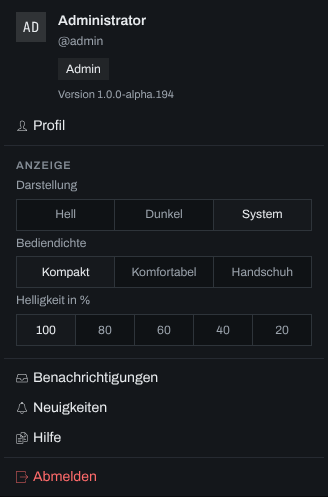 AD
Administrator
@admin
Admin
Version 1.0.0-alpha.194
Profil
ANZEIGE
Darstellung
Hell Dunkel System
Bediendichte
Kompakt Komfortabel Handschuh
Helligkeit in %
100 80 60 40 20
Benachrichtigungen
Neuigkeiten
Hilfe
Abmelden